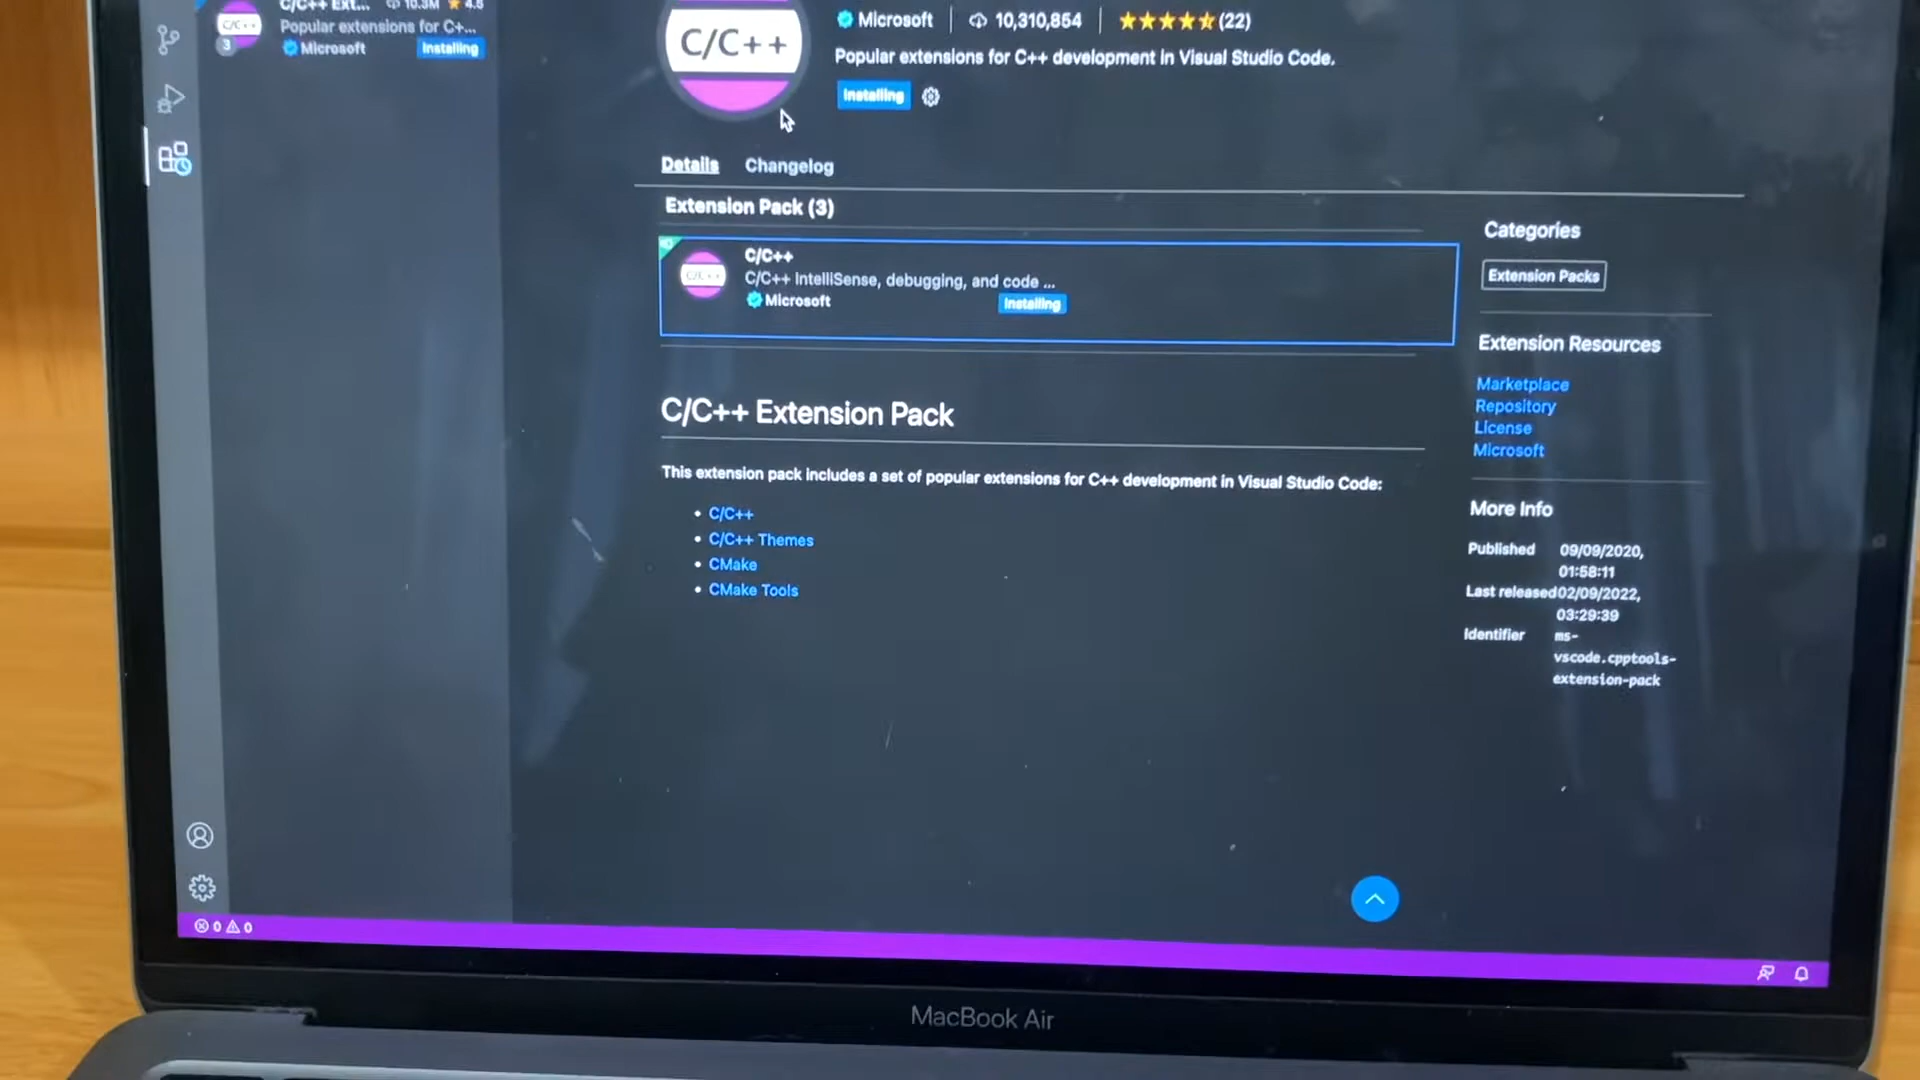 C/C++ Ext... 10.3M 4.5
C/C++
Popular extensions for C+...
3
Microsoft Installing
C/C++
Microsoft 10,310,854 (22)
Popular extensions for C++ development in Visual Studio Code.
Installing
Details Changelog
Extension Pack (3)
C/C++
C/C++
C/C++ IntelliSense, debugging, and code ...
Microsoft Installing
C/C++ Extension Pack
This extension pack includes a set of popular extensions for C++ development in Visual Studio Code:
• C/C++
• C/C++ Themes
• CMake
• CMake Tools
Categories
Extension Packs
Extension Resources
Marketplace
Repository
License
Microsoft
More Info
Published 09/09/2020,
01:58:11
Last released 02/09/2022,
03:29:39
Identifier ms-
vscode.cpptools-
extension-pack
0 0
MacBook Air